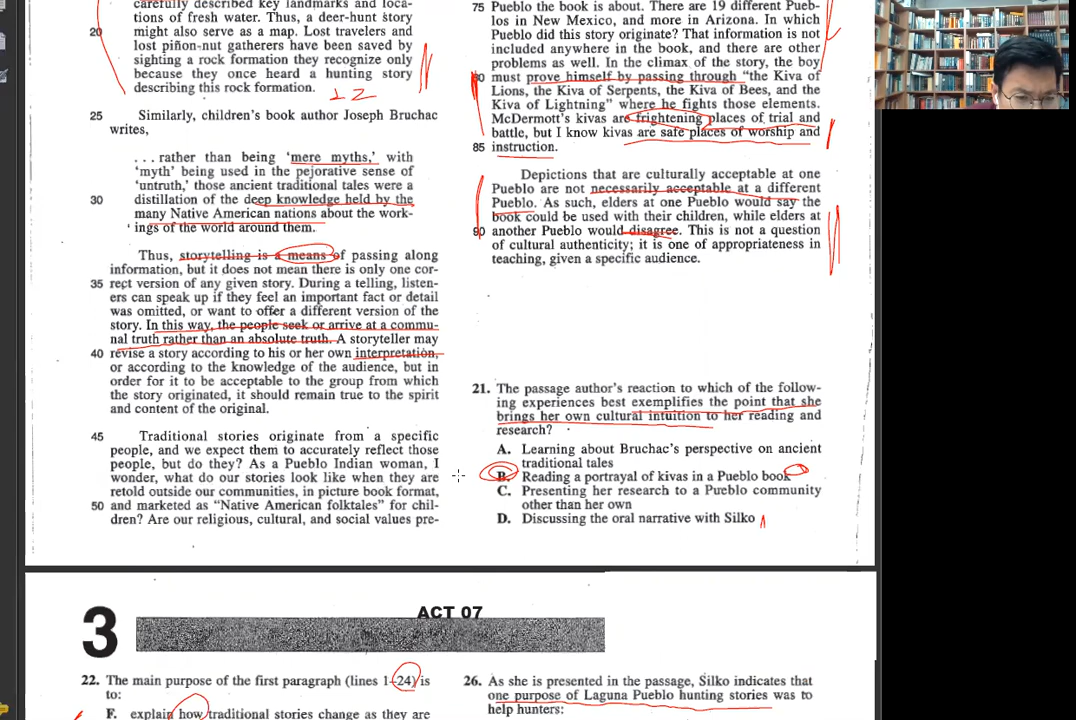 carefully described key landmarks and loca-
tions of fresh water. Thus, a deer-hunt story
20 might also serve as a map. Lost travelers and
lost piñon-nut gatherers have been saved by
sighting a rock formation they recognize only
because they once heard a hunting story
describing this rock formation.
25 Similarly, children's book author Joseph Bruchac
writes,
. . . rather than being 'mere myths,' with
'myth' being used in the pejorative sense of
'untruth,' those ancient traditional tales were a
30 distillation of the deep knowledge held by the
many Native American nations about the work-
ings of the world around them.
Thus, storytelling is a means of passing along
information, but it does not mean there is only one cor-
35 rect version of any given story. During a telling, listen-
ers can speak up if they feel an important fact or detail
was omitted, or want to offer a different version of the
story. In this way, the people seek or arrive at a commu-
nal truth rather than an absolute truth. A storyteller may
40 revise a story according to his or her own interpretation,
or according to the knowledge of the audience, but in
order for it to be acceptable to the group from which
the story originated, it should remain true to the spirit
and content of the original.
45 Traditional stories originate from a specific
people, and we expect them to accurately reflect those
people, but do they? As a Pueblo Indian woman, I
wonder, what do our stories look like when they are
retold outside our communities, in picture book format,
50 and marketed as "Native American folktales" for chil-
dren? Are our religious, cultural, and social values pre-
75 Pueblo the book is about. There are 19 different Pueb-
los in New Mexico, and more in Arizona. In which
Pueblo did this story originate? That information is not
included anywhere in the book, and there are other
problems as well. In the climax of the story, the boy
80 must prove himself by passing through "the Kiva of
Lions, the Kiva of Serpents, the Kiva of Bees, and the
Kiva of Lightning" where he fights those elements.
McDermott's kivas are frightening places of trial and
battle, but I know kivas are safe places of worship and
85 instruction.
Depictions that are culturally acceptable at one
Pueblo are not necessarily acceptable at a different
Pueblo. As such, elders at one Pueblo would say the
book could be used with their children, while elders at
90 another Pueblo would disagree. This is not a question
of cultural authenticity; it is one of appropriateness in
teaching, given a specific audience.
21. The passage author's reaction to which of the follow-
ing experiences best exemplifies the point that she
brings her own cultural intuition to her reading and
research?
A. Learning about Bruchac's perspective on ancient
traditional tales
B. Reading a portrayal of kivas in a Pueblo book
C. Presenting her research to a Pueblo community
other than her own
D. Discussing the oral narrative with Silko
3
ACT 07
22. The main purpose of the first paragraph (lines 1–24) is
to:
F. explain how traditional stories change as they are
26. As she is presented in the passage, Silko indicates that
one purpose of Laguna Pueblo hunting stories was to
help hunters: